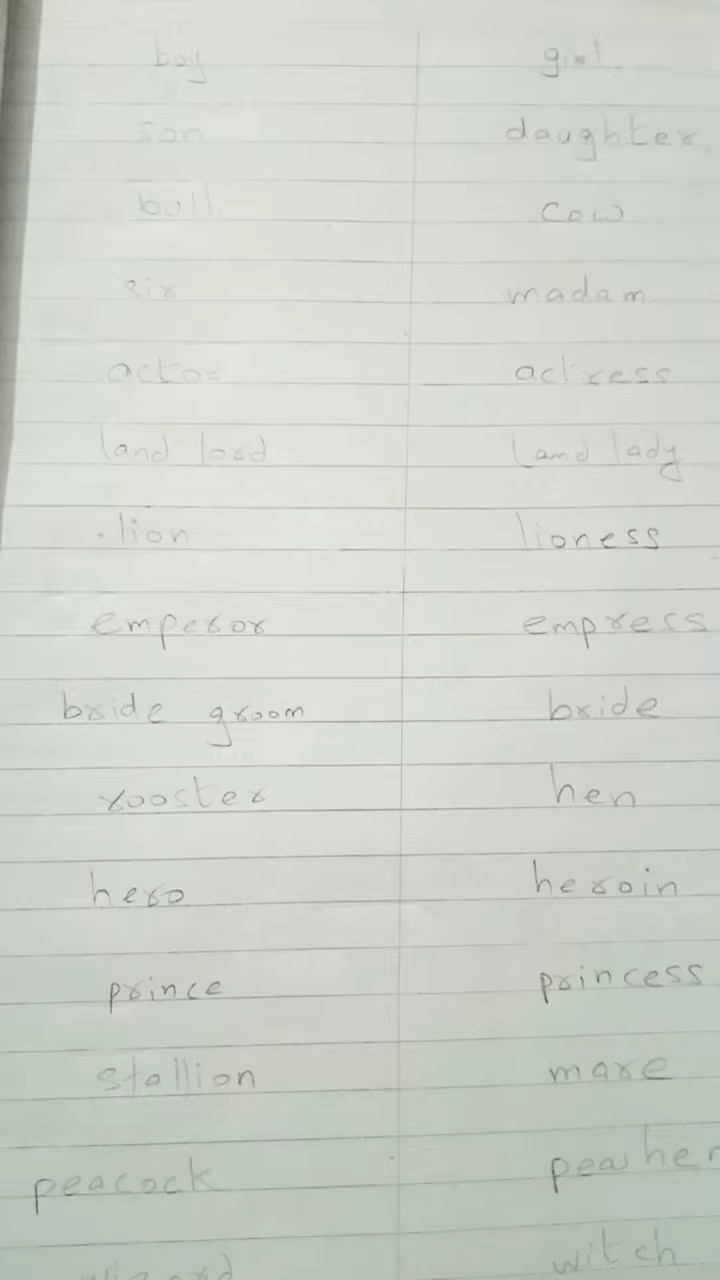 boy girl
son daughter
bull cow
sir madam
actor actress
land lord land lady
lion lioness
emperor empress
bride groom bride
rooster hen
hero heroin
prince princess
stallion mare
peacock peahen
witch